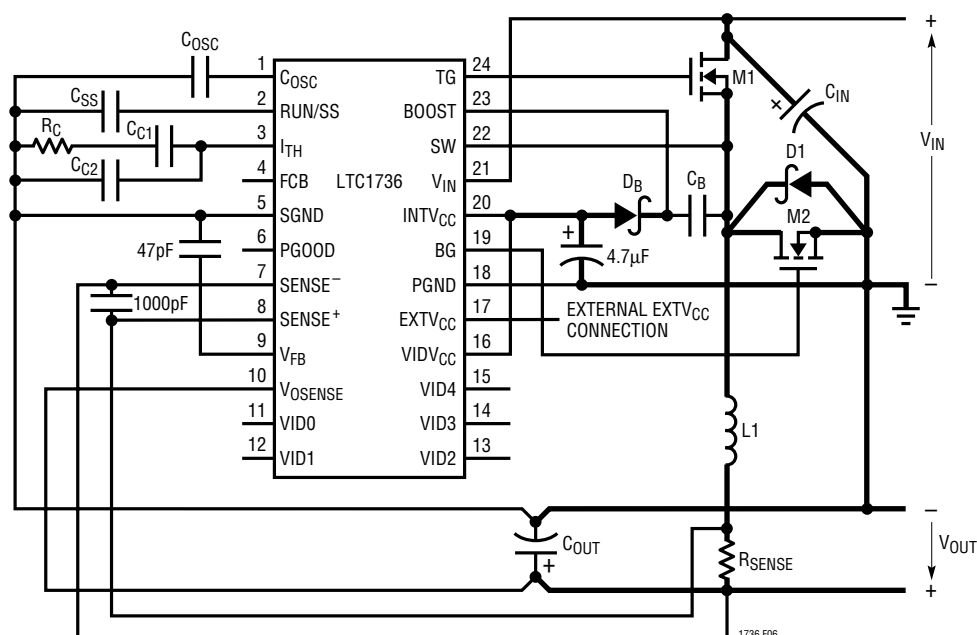 C_OSC
1 C_OSC
C_SS
2 RUN/SS
R_C C_C1
3 I_TH
C_C2
4 FCB
5 SGND
47pF
6 PGOOD
7 SENSE⁻
1000pF
8 SENSE⁺
9 V_FB
10 V_OSENSE
11 VID0
12 VID1
LTC1736
TG 24
BOOST 23
SW 22
V_IN 21
INTV_CC 20
BG 19
PGND 18
EXTV_CC 17
VIDV_CC 16
VID4 15
VID3 14
VID2 13
D_B
C_B
+
4.7µF
EXTERNAL EXTV_CC
CONNECTION
M1
+
C_IN
D1
M2
+
V_IN
−
L1
C_OUT
+
R_SENSE
−
V_OUT
+
1736 F06